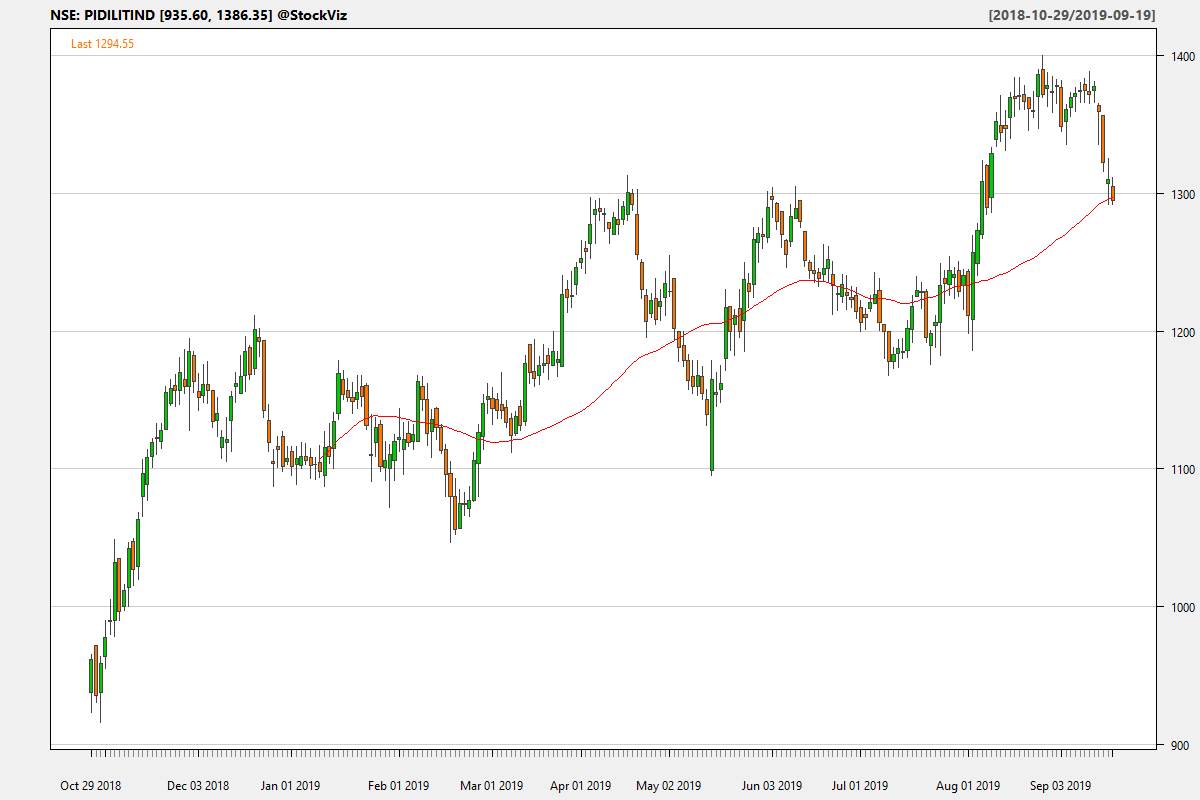 NSE: PIDILITIND [935.60, 1386.35] @StockViz
[2018-10-29/2019-09-19]
Last 1294.55
1400
1300
1200
1100
1000
900
Oct 29 2018
Dec 03 2018
Jan 01 2019
Feb 01 2019
Mar 01 2019
Apr 01 2019
May 02 2019
Jun 03 2019
Jul 01 2019
Aug 01 2019
Sep 03 2019